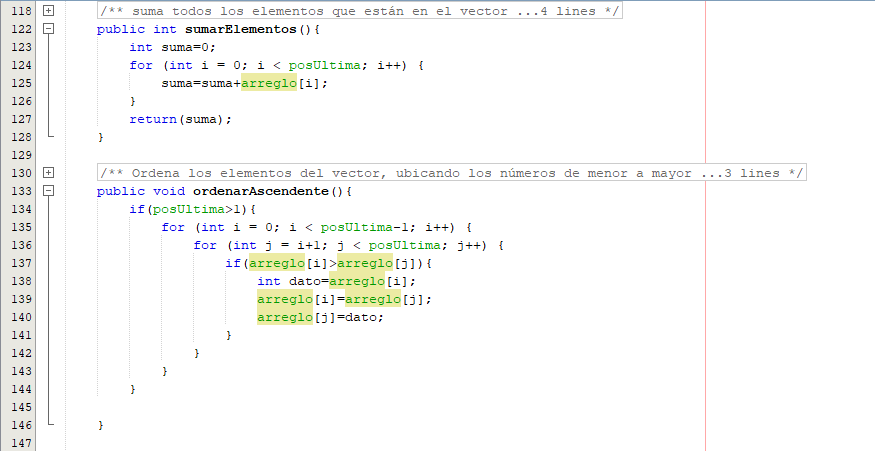 118 /** suma todos los elementos que están en el vector ...4 lines */
122 public int sumarElementos(){
123 int suma=0;
124 for (int i = 0; i < posUltima; i++) {
125 suma=suma+arreglo[i];
126 }
127 return(suma);
128 }
129
130 /** Ordena los elementos del vector, ubicando los números de menor a mayor ...3 lines */
133 public void ordenarAscendente(){
134 if(posUltima>1){
135 for (int i = 0; i < posUltima-1; i++) {
136 for (int j = i+1; j < posUltima; j++) {
137 if(arreglo[i]>arreglo[j]){
138 int dato=arreglo[i];
139 arreglo[i]=arreglo[j];
140 arreglo[j]=dato;
141 }
142 }
143 }
144 }
145
146 }
147